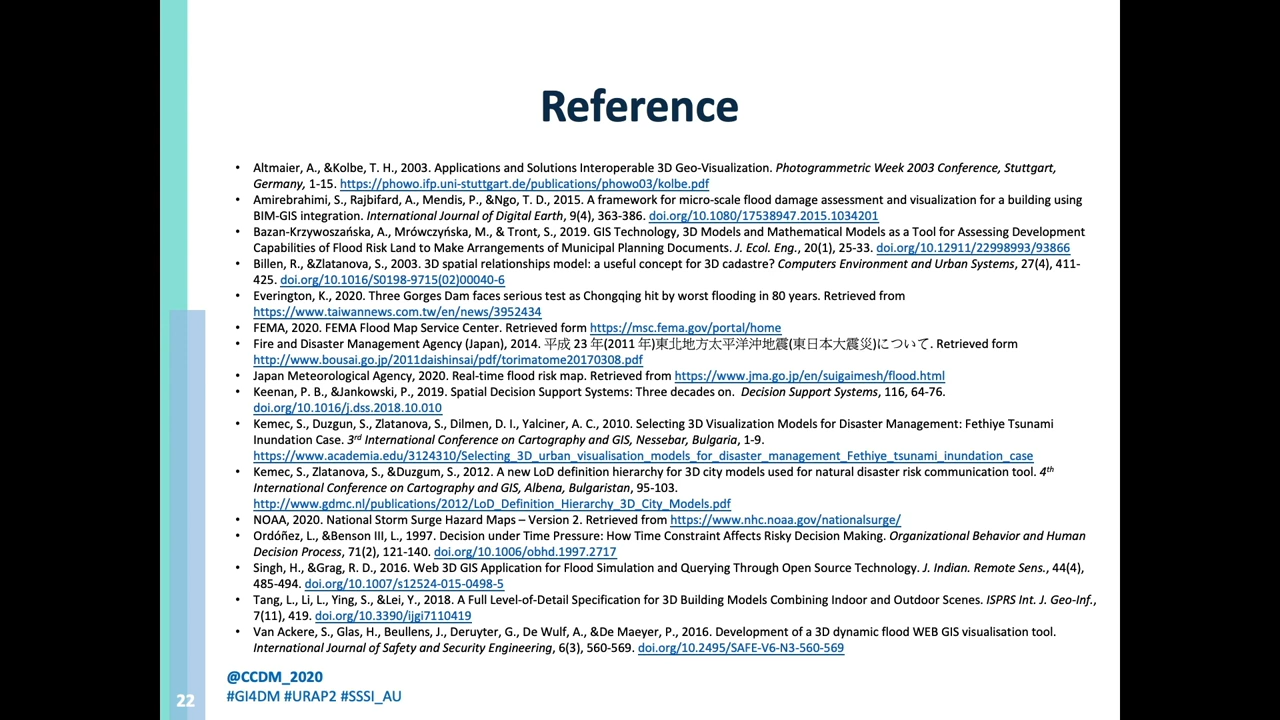 Reference
• Altmaier, A., &Kolbe, T. H., 2003. Applications and Solutions Interoperable 3D Geo-Visualization. Photogrammetric Week 2003 Conference, Stuttgart,
Germany, 1-15. https://phowo.ifp.uni-stuttgart.de/publications/phowo03/kolbe.pdf
• Amirebrahimi, S., Rajbifard, A., Mendis, P., &Ngo, T. D., 2015. A framework for micro-scale flood damage assessment and visualization for a building using
BIM-GIS integration. International Journal of Digital Earth, 9(4), 363-386. doi.org/10.1080/17538947.2015.1034201
• Bazan-Krzywoszańska, A., Mrówczyńska, M., & Tront, S., 2019. GIS Technology, 3D Models and Mathematical Models as a Tool for Assessing Development
Capabilities of Flood Risk Land to Make Arrangements of Municipal Planning Documents. J. Ecol. Eng., 20(1), 25-33. doi.org/10.12911/22998993/93866
• Billen, R., &Zlatanova, S., 2003. 3D spatial relationships model: a useful concept for 3D cadastre? Computers Environment and Urban Systems, 27(4), 411-
425. doi.org/10.1016/S0198-9715(02)00040-6
• Everington, K., 2020. Three Gorges Dam faces serious test as Chongqing hit by worst flooding in 80 years. Retrieved from
https://www.taiwannews.com.tw/en/news/3952434
• FEMA, 2020. FEMA Flood Map Service Center. Retrieved form https://msc.fema.gov/portal/home
• Fire and Disaster Management Agency (Japan), 2014. 平成 23 年(2011 年)東北地方太平洋沖地震(東日本大震災)について. Retrieved form
http://www.bousai.go.jp/2011daishinsai/pdf/torimatome20170308.pdf
• Japan Meteorological Agency, 2020. Real-time flood risk map. Retrieved from https://www.jma.go.jp/en/suigaimesh/flood.html
• Keenan, P. B., &Jankowski, P., 2019. Spatial Decision Support Systems: Three decades on. Decision Support Systems, 116, 64-76.
doi.org/10.1016/j.dss.2018.10.010
• Kemec, S., Duzgun, S., Zlatanova, S., Dilmen, D. I., Yalciner, A. C., 2010. Selecting 3D Visualization Models for Disaster Management: Fethiye Tsunami
Inundation Case. 3rd International Conference on Cartography and GIS, Nessebar, Bulgaria, 1-9.
https://www.academia.edu/3124310/Selecting_3D_urban_visualisation_models_for_disaster_management_Fethiye_tsunami_inundation_case
• Kemec, S., Zlatanova, S., &Duzgum, S., 2012. A new LoD definition hierarchy for 3D city models used for natural disaster risk communication tool. 4th
International Conference on Cartography and GIS, Albena, Bulgaristan, 95-103.
http://www.gdmc.nl/publications/2012/LoD_Definition_Hierarchy_3D_City_Models.pdf
• NOAA, 2020. National Storm Surge Hazard Maps – Version 2. Retrieved from https://www.nhc.noaa.gov/nationalsurge/
• Ordóñez, L., &Benson III, L., 1997. Decision under Time Pressure: How Time Constraint Affects Risky Decision Making. Organizational Behavior and Human
Decision Process, 71(2), 121-140. doi.org/10.1006/obhd.1997.2717
• Singh, H., &Grag, R. D., 2016. Web 3D GIS Application for Flood Simulation and Querying Through Open Source Technology. J. Indian. Remote Sens., 44(4),
485-494. doi.org/10.1007/s12524-015-0498-5
• Tang, L., Li, L., Ying, S., &Lei, Y., 2018. A Full Level-of-Detail Specification for 3D Building Models Combining Indoor and Outdoor Scenes. ISPRS Int. J. Geo-Inf.,
7(11), 419. doi.org/10.3390/ijgi7110419
• Van Ackere, S., Glas, H., Beullens, J., Deruyter, G., De Wulf, A., &De Maeyer, P., 2016. Development of a 3D dynamic flood WEB GIS visualisation tool.
International Journal of Safety and Security Engineering, 6(3), 560-569. doi.org/10.2495/SAFE-V6-N3-560-569
@CCDM_2020
#GI4DM #URAP2 #SSSI_AU
22